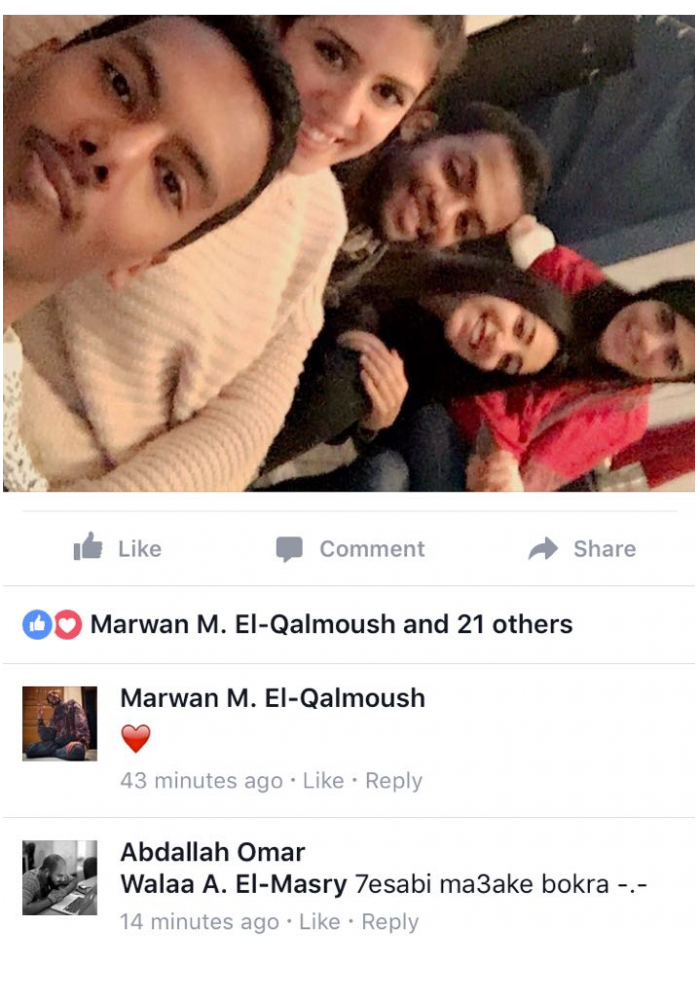 Like Comment Share
Marwan M. El-Qalmoush and 21 others
Marwan M. El-Qalmoush
43 minutes ago · Like · Reply
Abdallah Omar
Walaa A. El-Masry 7esabi ma3ake bokra -.-
14 minutes ago · Like · Reply